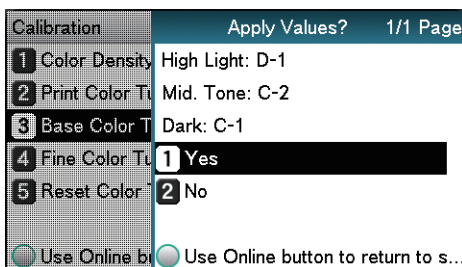 Calibration
1 Color Density
2 Print Color
3 Base Color T
4 Fine Color Tu
5 Reset Color
Use Online
Apply Values? 1/1 Page
High Light: D-1
Mid. Tone: C-2
Dark: C-1
1 Yes
2 No
Use Online button to return to s...